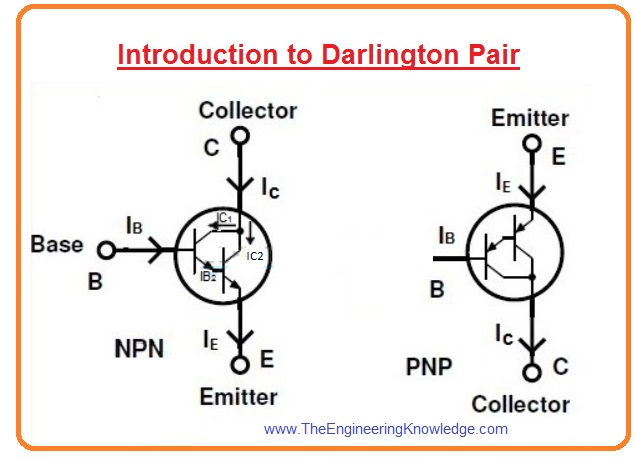 Introduction to Darlington Pair
Collector
C
Ic
IC1
IC2
IB
Base
B
IB2
NPN
IE
E
Emitter
Emitter
E
IE
IB
B
Ic
PNP
C
Collector
www.TheEngineeringKnowledge.com